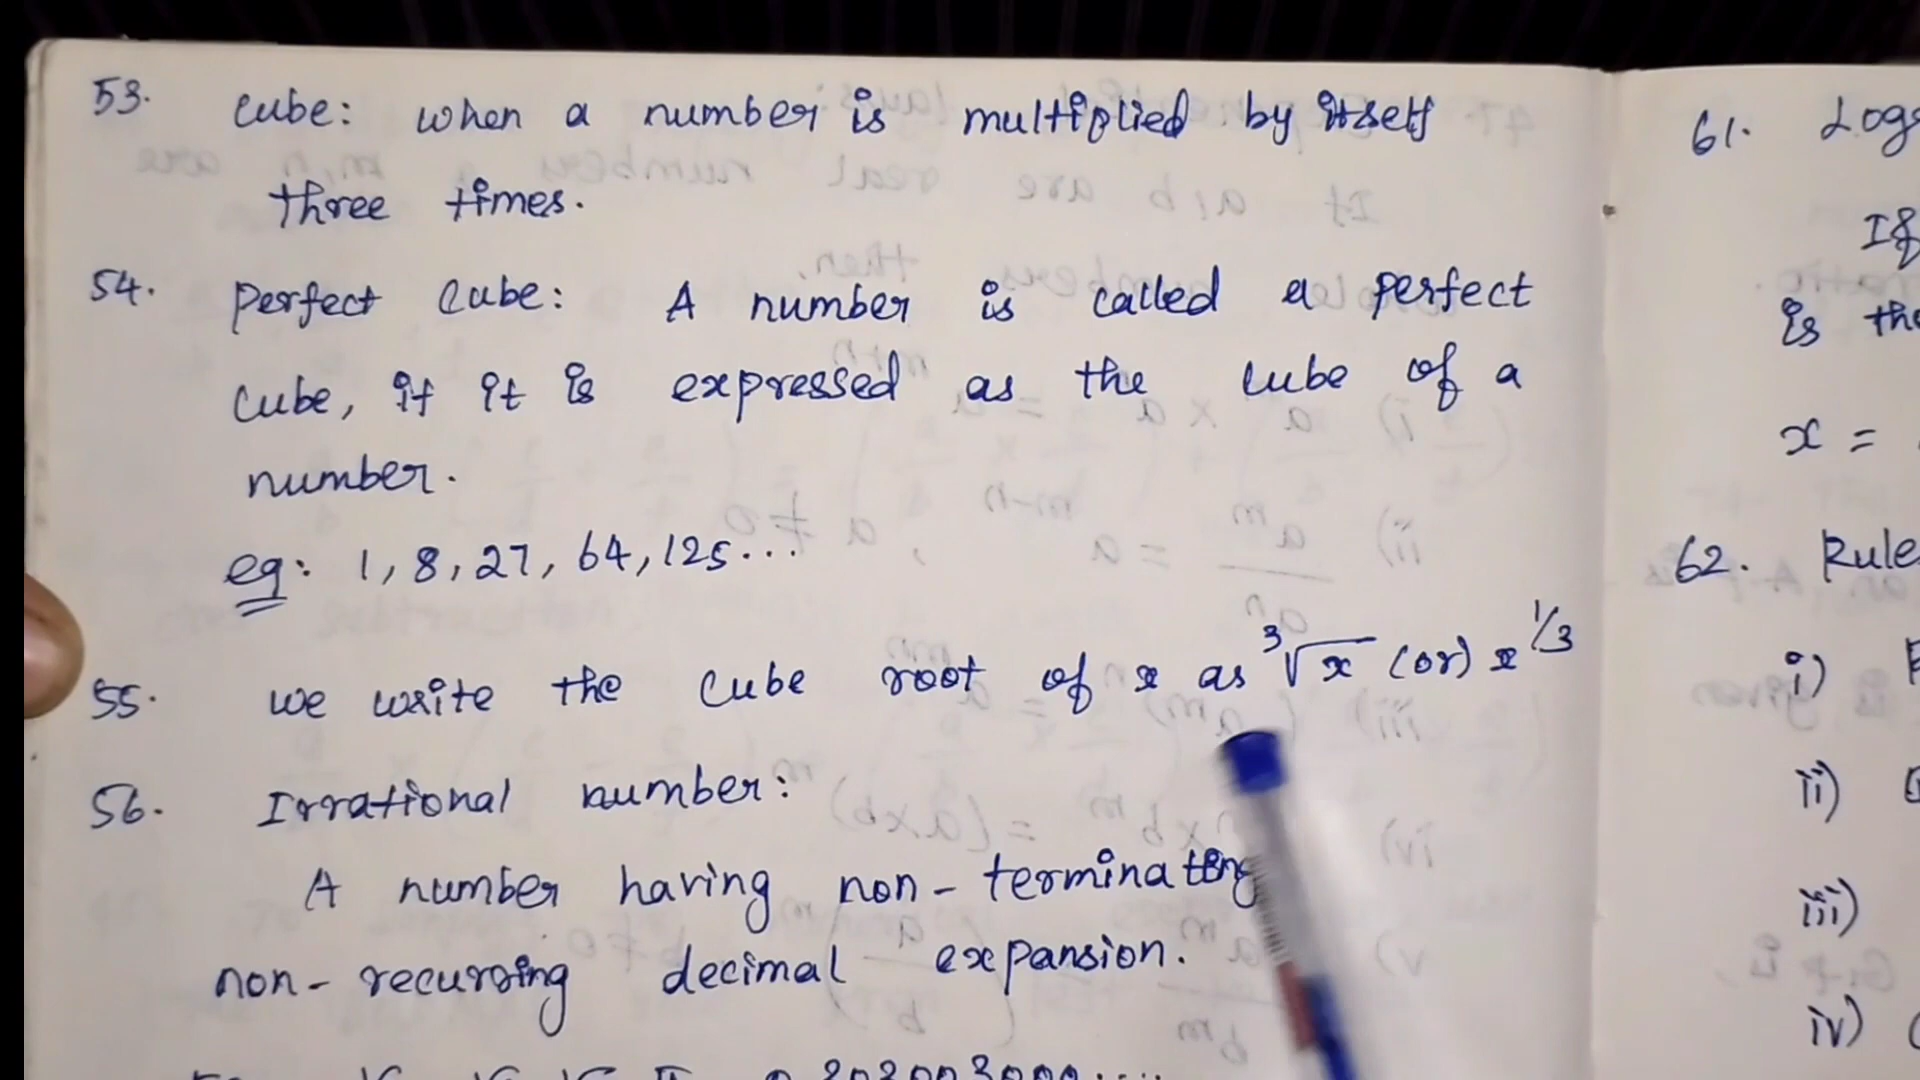 53. Cube: when a number is multiplied by itself
three times.
54. Perfect Cube: A number is called a perfect
cube, if it is expressed as the cube of a
number.
eg: 1, 8, 27, 64, 125...
55. we write the cube root of x as ∛x (or) x^1/3
56. Irrational number:
A number having non-terminating
non-recurring decimal expansion.
61. Log
If
is the
x =
62. Rule
i)
ii)
iii)
iv)